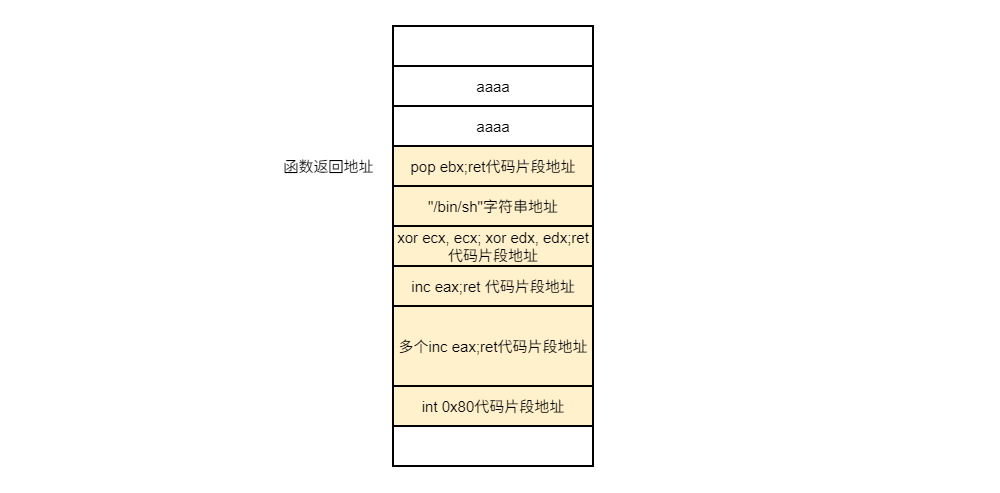 aaaa
aaaa
函数返回地址
pop ebx;ret代码片段地址
"/bin/sh"字符串地址
xor ecx, ecx; xor edx, edx;ret
代码片段地址
inc eax;ret 代码片段地址
多个inc eax;ret代码片段地址
int 0x80代码片段地址